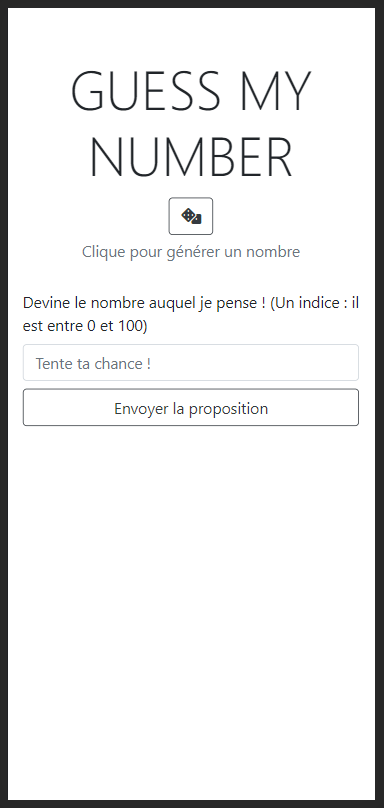 GUESS MY
NUMBER
Clique pour générer un nombre
Devine le nombre auquel je pense ! (Un indice : il
est entre 0 et 100)
Tente ta chance !
Envoyer la proposition